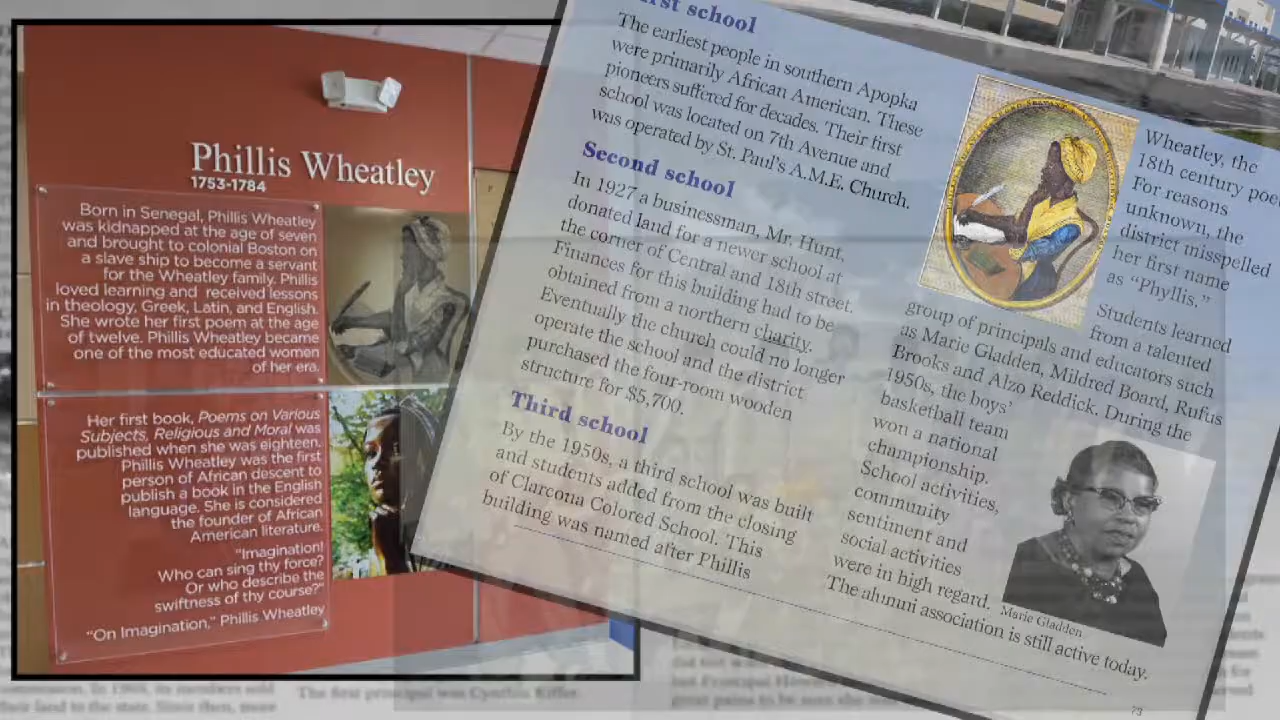 Phillis Wheatley
1753-1784
Born in Senegal, Phillis Wheatley
was kidnapped at the age of seven
and brought to colonial Boston on
a slave ship to become a servant
for the Wheatley family. Phillis
loved learning and received lessons
in theology, Greek, Latin, and English.
She wrote her first poem at the age
of twelve. Phillis Wheatley became
one of the most educated women
of her era.
Her first book, Poems on Various
Subjects, Religious and Moral was
published when she was eighteen.
Phillis Wheatley was the first
person of African descent to
publish a book in the English
language. She is considered
the founder of African
American literature.
"Imagination!
Who can sing thy force?
Or who describe the
swiftness of thy course?"
"On Imagination," Phillis Wheatley
school
The earliest people in southern Apopka
were primarily African American. These
pioneers suffered for decades. Their first
school was located on 7th Avenue and
was operated by St. Paul's A.M.E. Church.
Second school
In 1927 a businessman, Mr. Hunt,
donated land for a newer school at
the corner of Central and 18th street.
Finances for this building had to be
obtained from a northern charity.
Eventually the church could no longer
operate the school and the district
purchased the four-room wooden
structure for $5,700.
Third school
By the 1950s, a third school was built
and students added from the closing
of Clarcona Colored School. This
building was named after Phillis
Wheatley, the
18th century poet
For reasons
unknown, the
district misspelled
her first name
as "Phyllis."
Students learned
from a talented
group of principals and educators such
as Marie Gladden, Mildred Board, Rufus
Brooks and Alzo Reddick. During the
1950s, the boys'
basketball team
won a national
championship.
School activities,
community
sentiment and
social activities
were in high regard.
The alumni association is still active today.
Marie Gladden
73
The first principal was Cynthia